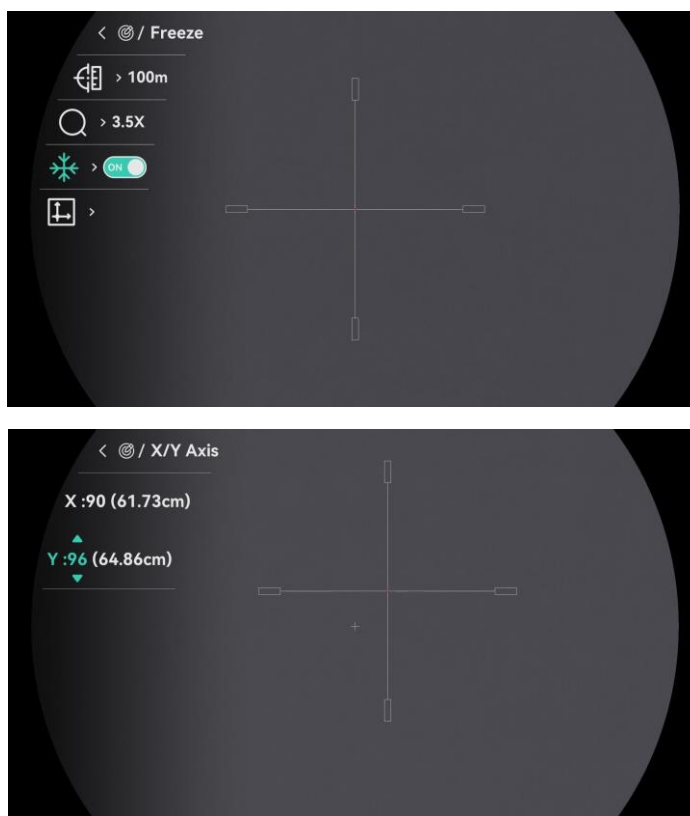 < / Freeze
> 100m
> 3.5X
> ON
>
< / X/Y Axis
X :90 (61.73cm)
Y :96 (64.86cm)